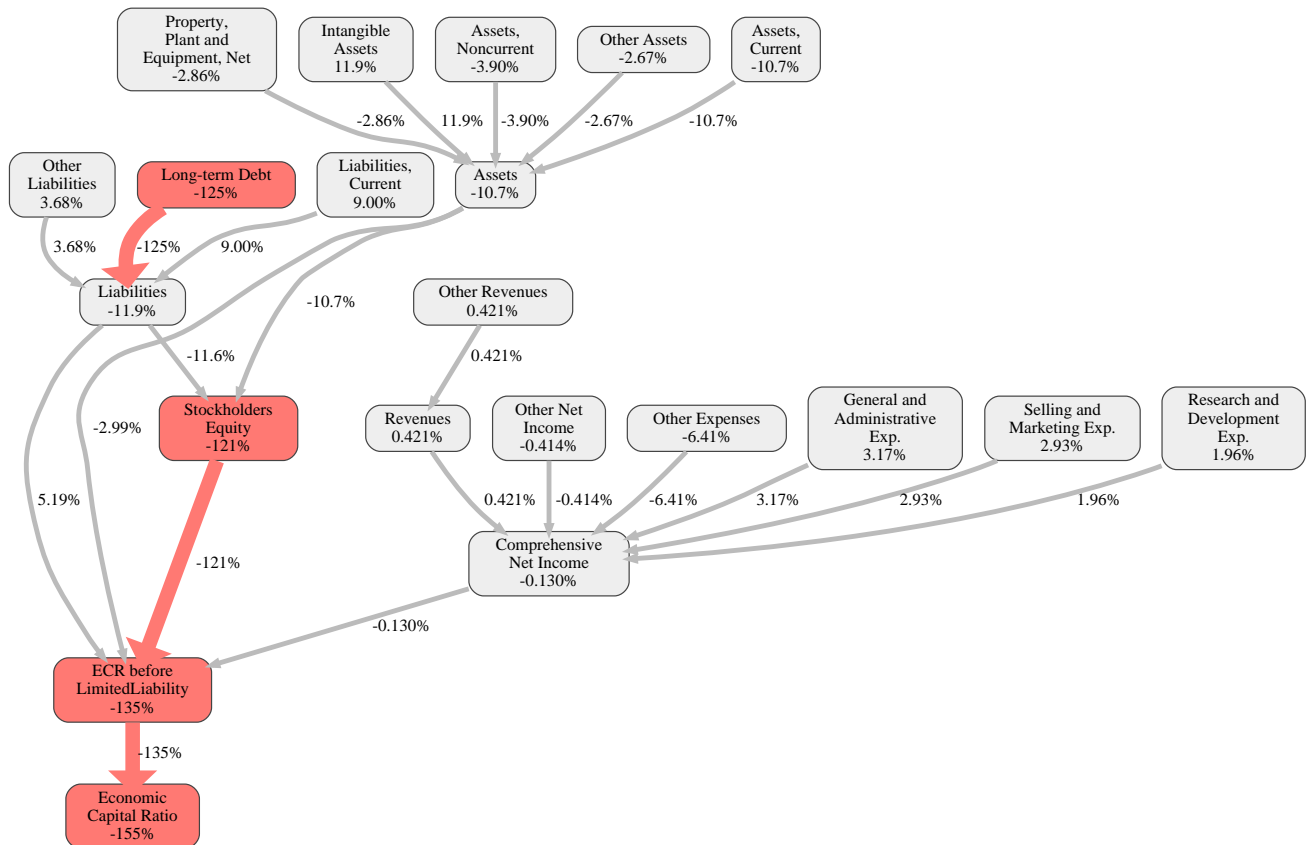 Property,
Plant and
Equipment, Net
-2.86%
Intangible
Assets
11.9%
Assets,
Noncurrent
-3.90%
Other Assets
-2.67%
Assets,
Current
-10.7%
-2.86%
11.9%
-3.90%
-2.67%
-10.7%
Other
Liabilities
3.68%
Long-term Debt
-125%
Liabilities,
Current
9.00%
Assets
-10.7%
3.68%
-125%
9.00%
Liabilities
-11.9%
-10.7%
Other Revenues
0.421%
-11.6%
0.421%
-2.99%
Stockholders
Equity
-121%
Revenues
0.421%
Other Net
Income
-0.414%
Other Expenses
-6.41%
General and
Administrative
Exp.
3.17%
Selling and
Marketing Exp.
2.93%
Research and
Development
Exp.
1.96%
5.19%
0.421%
-0.414%
-6.41%
3.17%
2.93%
1.96%
-121%
Comprehensive
Net Income
-0.130%
-0.130%
ECR before
LimitedLiability
-135%
-135%
Economic
Capital Ratio
-155%